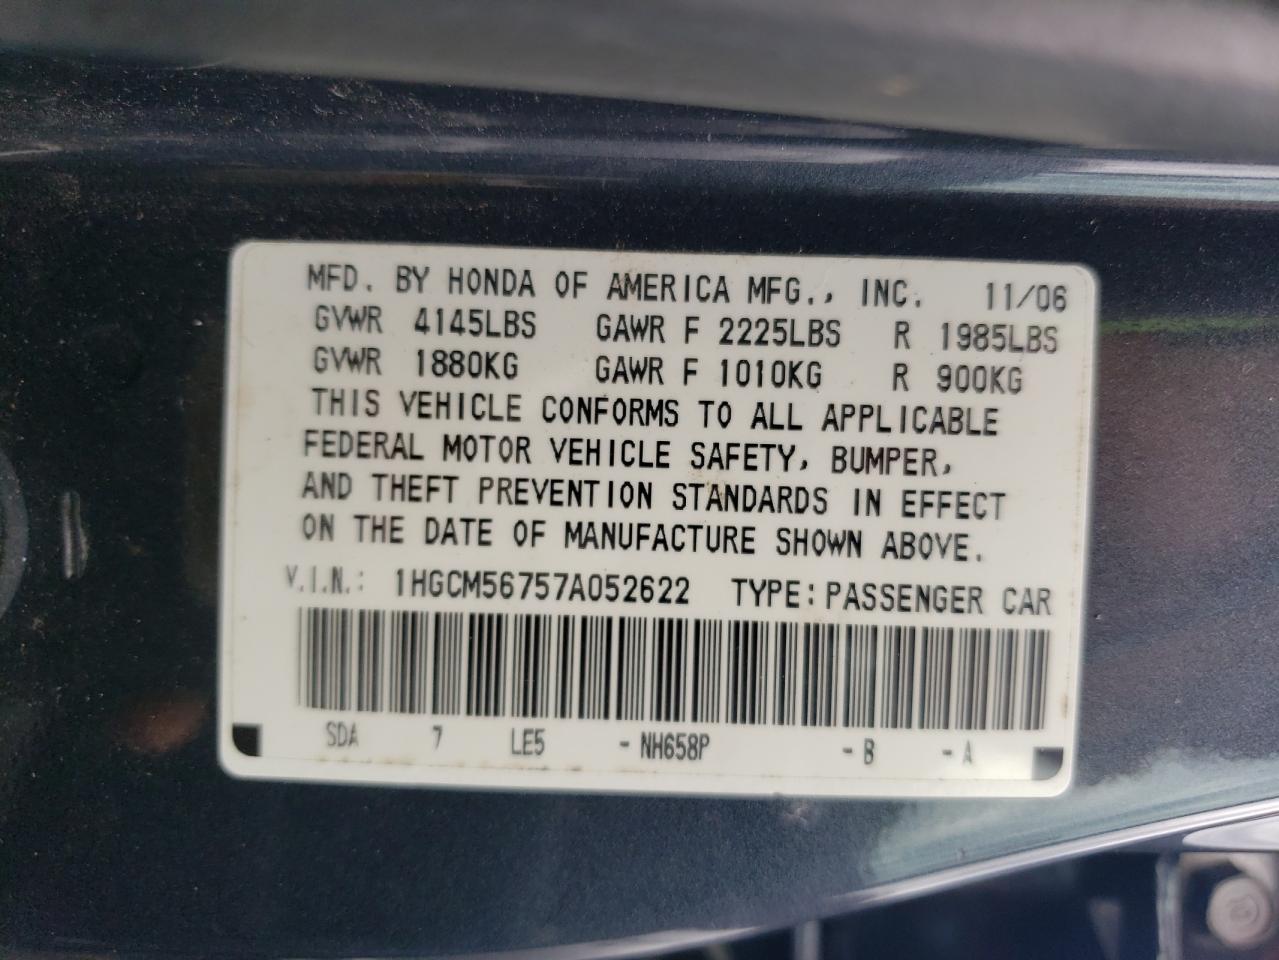 MFD. BY HONDA OF AMERICA MFG., INC. 11/06
GVWR 4145LBS GAWR F 2225LBS R 1985LBS
GVWR 1880KG GAWR F 1010KG R 900KG
THIS VEHICLE CONFORMS TO ALL APPLICABLE
FEDERAL MOTOR VEHICLE SAFETY, BUMPER,
AND THEFT PREVENTION STANDARDS IN EFFECT
ON THE DATE OF MANUFACTURE SHOWN ABOVE.
V.I.N.: 1HGCM56757A052622 TYPE: PASSENGER CAR
SDA 7 LE5 - NH658P - B - A